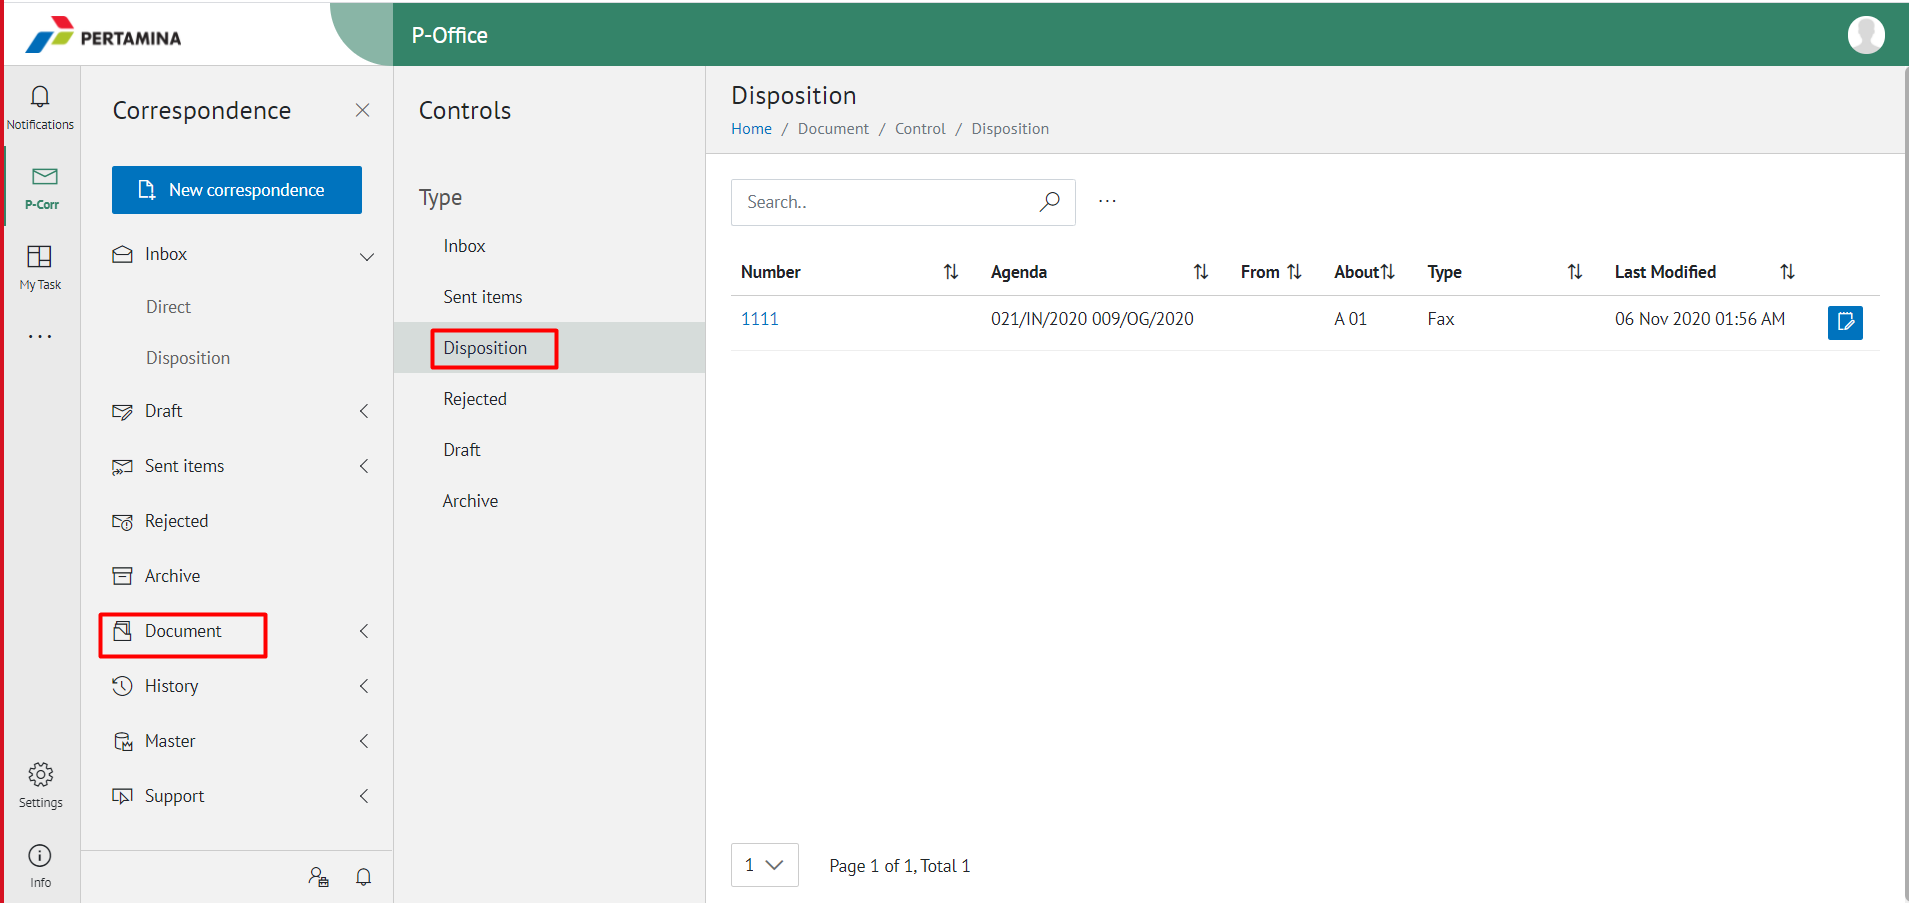 PERTAMINA
P-Office
Notifications
P-Corr
My Task
...
Settings
Info
Correspondence
New correspondence
Inbox
Direct
Disposition
Draft
Sent items
Rejected
Archive
Document
History
Master
Support
Controls
Type
Inbox
Sent items
Disposition
Rejected
Draft
Archive
Disposition
Home / Document / Control / Disposition
Search.. ...
Number Agenda From About Type Last Modified
1111 021/IN/2020 009/OG/2020 A 01 Fax 06 Nov 2020 01:56 AM
1 Page 1 of 1, Total 1